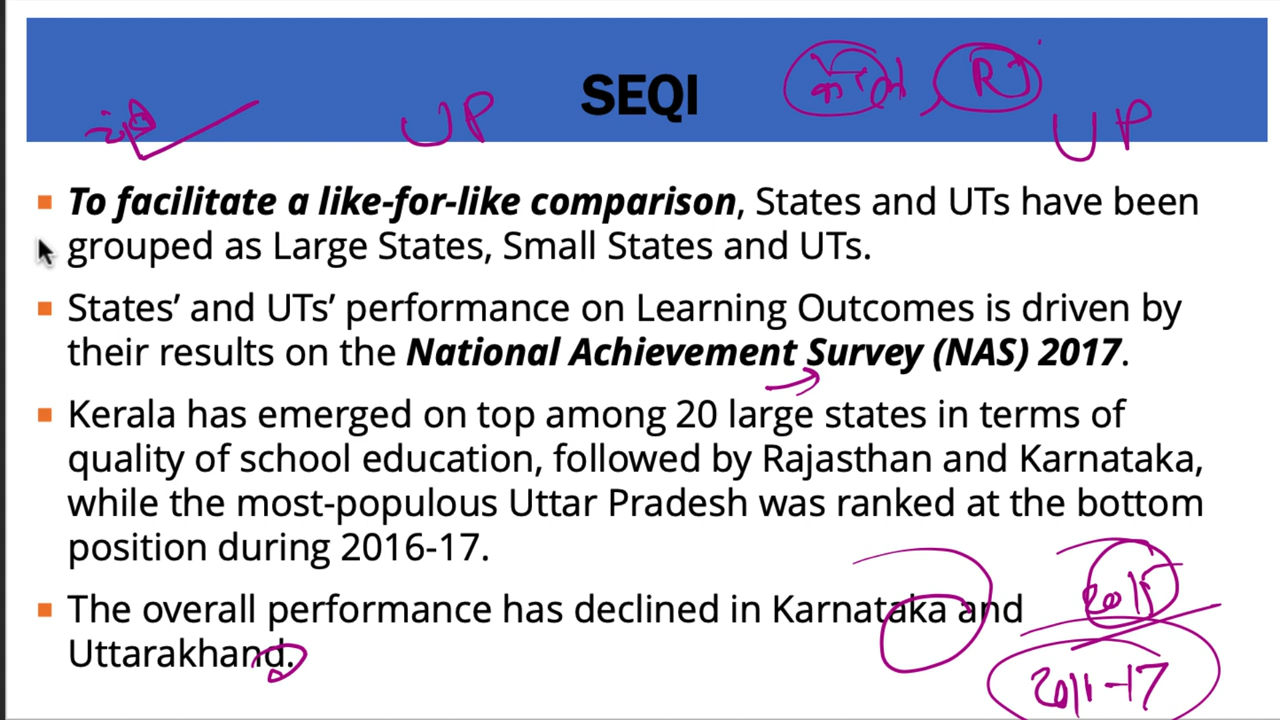 SEQI
UP
RJ
UP
To facilitate a like-for-like comparison, States and UTs have been
grouped as Large States, Small States and UTs.
States’ and UTs’ performance on Learning Outcomes is driven by
their results on the National Achievement Survey (NAS) 2017.
Kerala has emerged on top among 20 large states in terms of
quality of school education, followed by Rajasthan and Karnataka,
while the most-populous Uttar Pradesh was ranked at the bottom
position during 2016-17.
The overall performance has declined in Karnataka and
Uttarakhand.